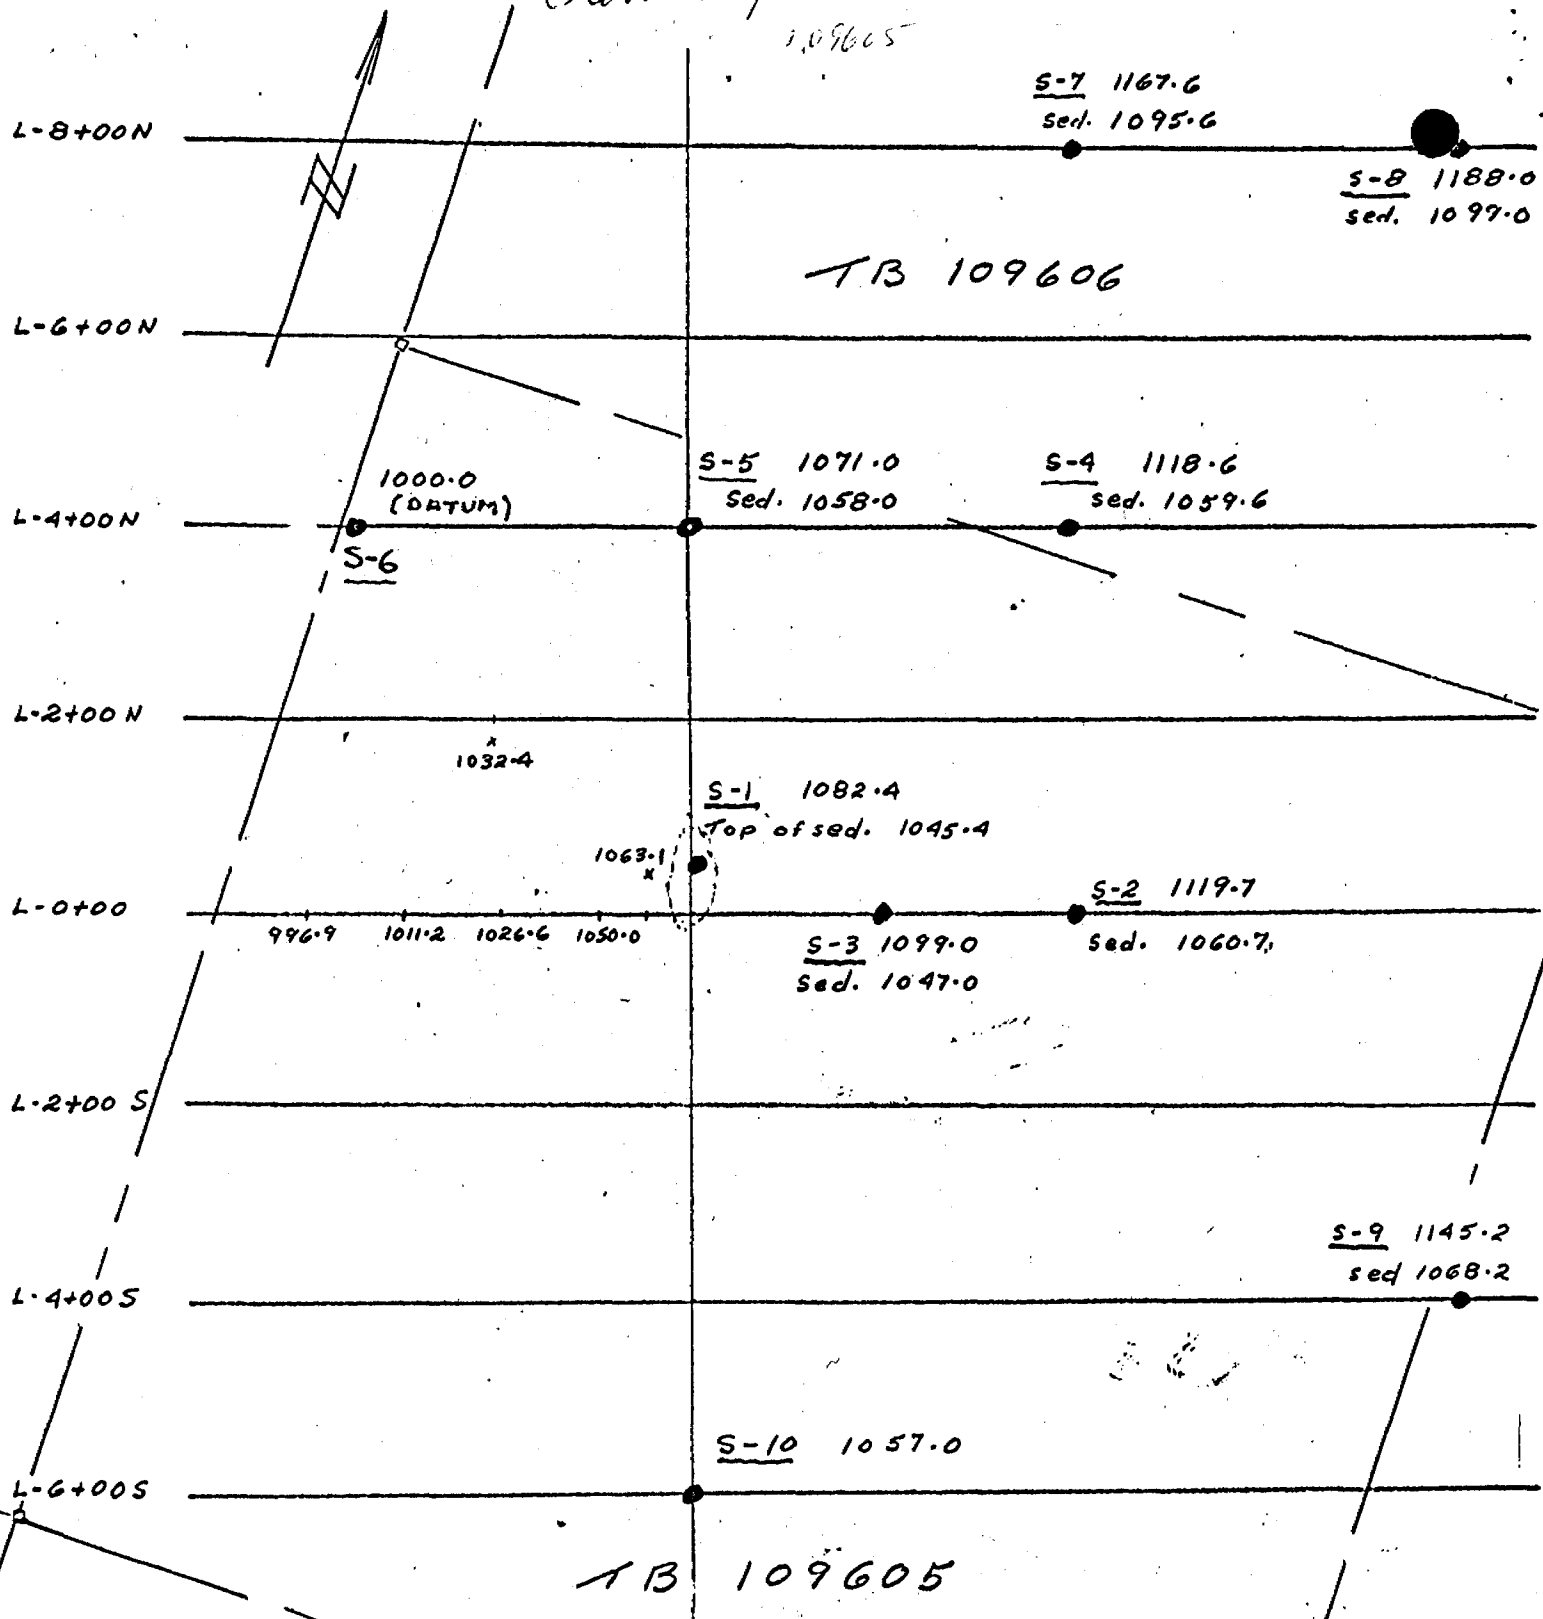 109605
S-7 1167.6
sed. 1095.6
L-8+00N
S-8 1188.0
sed. 1099.0
TB 109606
L-6+00N
1000.0
(DATUM)
S-5 1071.0
sed. 1058.0
S-4 1118.6
sed. 1059.6
L-4+00N
S-6
L-2+00N
1032.4
S-1 1082.4
Top of sed. 1045.4
1063.1
S-2 1119.7
L-0+00
996.9 1011.2 1026.6 1050.0
S-3 1099.0
sed. 1047.0
sed. 1060.7
L-2+00 S
S-9 1145.2
sed 1068.2
L-4+00S
S-10 1057.0
L-6+00S
TB 109605